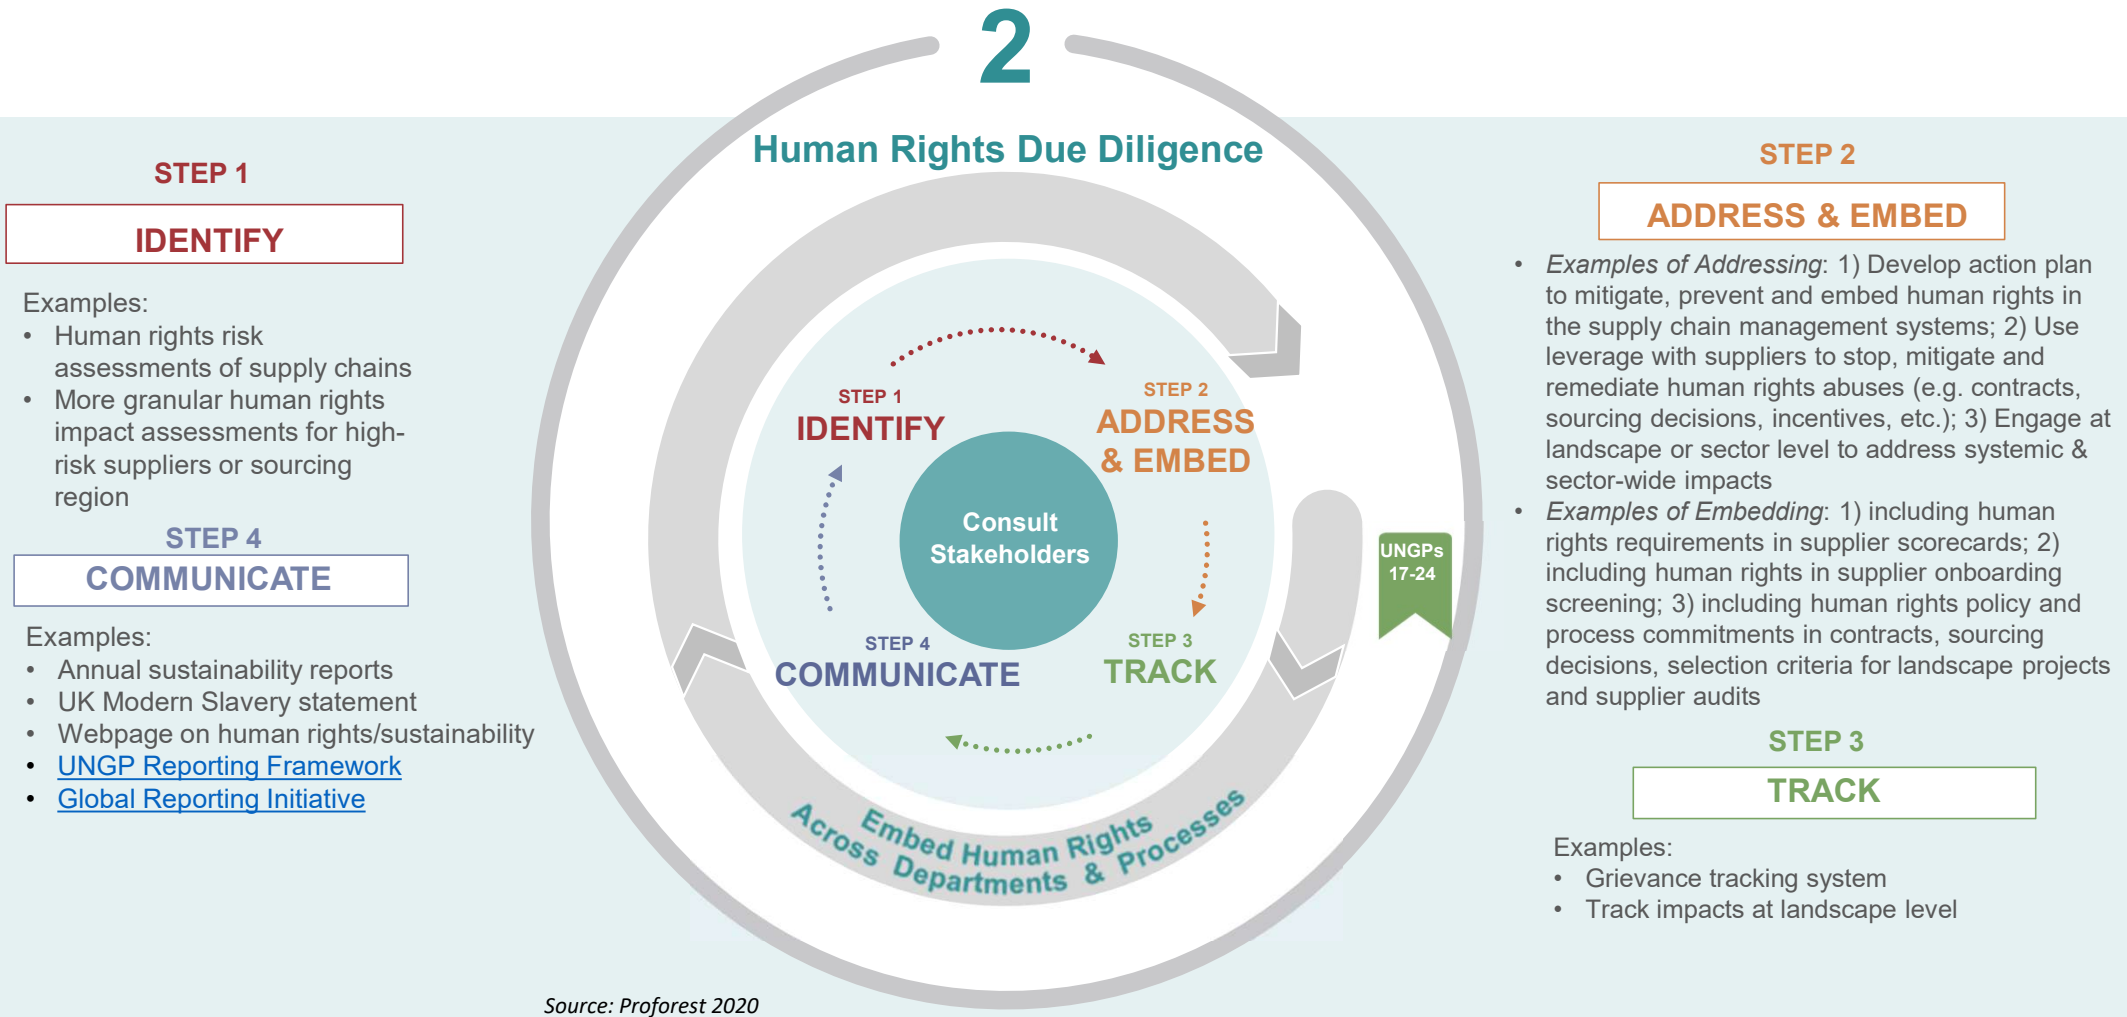 2
Human Rights Due Diligence
STEP 1
IDENTIFY
Examples:
• Human rights risk
assessments of supply chains
• More granular human rights
impact assessments for high-
risk suppliers or sourcing
region
STEP 4
COMMUNICATE
Examples:
• Annual sustainability reports
• UK Modern Slavery statement
• Webpage on human rights/sustainability
• UNGP Reporting Framework
• Global Reporting Initiative
STEP 1
IDENTIFY
STEP 2
ADDRESS
& EMBED
Consult
Stakeholders
STEP 4
COMMUNICATE
STEP 3
TRACK
UNGPs
17-24
Embed Human Rights
Across Departments & Processes
STEP 2
ADDRESS & EMBED
• Examples of Addressing: 1) Develop action plan
to mitigate, prevent and embed human rights in
the supply chain management systems; 2) Use
leverage with suppliers to stop, mitigate and
remediate human rights abuses (e.g. contracts,
sourcing decisions, incentives, etc.); 3) Engage at
landscape or sector level to address systemic &
sector-wide impacts
• Examples of Embedding: 1) including human
rights requirements in supplier scorecards; 2)
including human rights in supplier onboarding
screening; 3) including human rights policy and
process commitments in contracts, sourcing
decisions, selection criteria for landscape projects
and supplier audits
STEP 3
TRACK
Examples:
• Grievance tracking system
• Track impacts at landscape level
Source: Proforest 2020